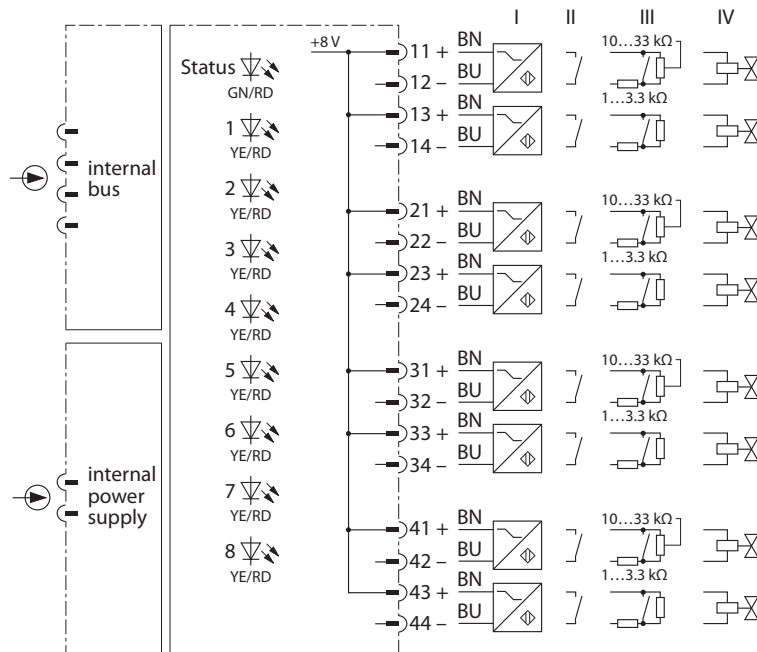 I II III IV
+8 V
Status
GN/RD
1
YE/RD
2
YE/RD
3
YE/RD
4
YE/RD
5
YE/RD
6
YE/RD
7
YE/RD
8
YE/RD
internal
bus
internal
power
supply
11 + BN
12 – BU
10…33 kΩ
13 + BN
14 – BU
1…3.3 kΩ
21 + BN
22 – BU
10…33 kΩ
23 + BN
24 – BU
1…3.3 kΩ
31 + BN
32 – BU
10…33 kΩ
33 + BN
34 – BU
1…3.3 kΩ
41 + BN
42 – BU
10…33 kΩ
43 + BN
44 – BU
1…3.3 kΩ